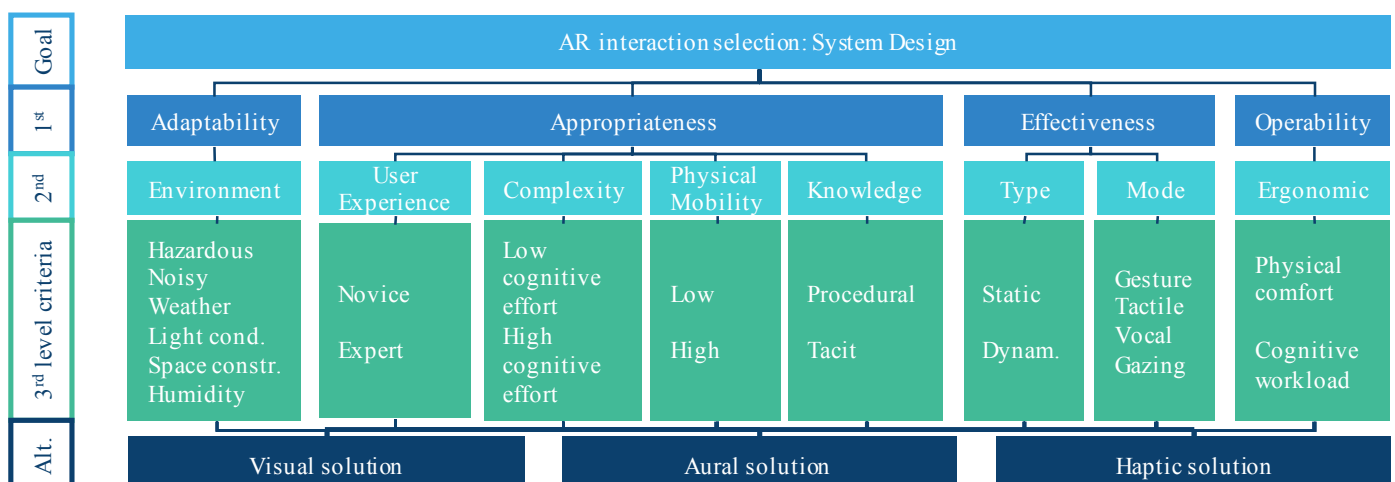 Goal
AR interaction selection: System Design
1st
Adaptability
Appropriateness
Effectiveness
Operability
2nd
Environment
User
Experience
Complexity
Physical
Mobility
Knowledge
Type
Mode
Ergonomic
3rd level criteria
Hazardous
Noisy
Weather
Light cond.
Space constr.
Humidity
Novice
Expert
Low
cognitive
effort
High
cognitive
effort
Low
High
Procedural
Tacit
Static
Dynam.
Gesture
Tactile
Vocal
Gazing
Physical
comfort
Cognitive
workload
Alt.
Visual solution
Aural solution
Haptic solution